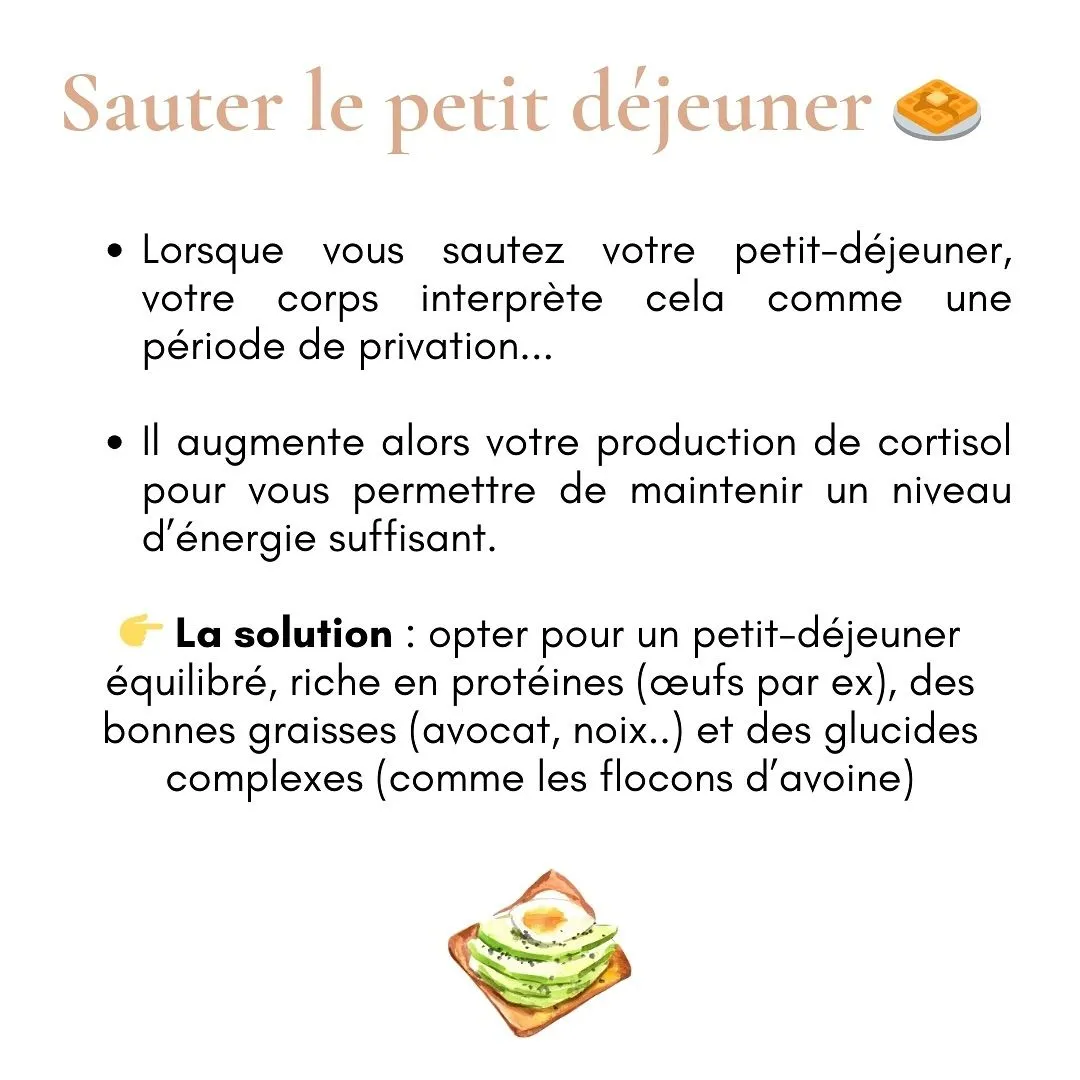 Sauter le petit déjeuner 🧇
• Lorsque vous sautez votre petit-déjeuner,
votre corps interprète cela comme une
période de privation...
• Il augmente alors votre production de cortisol
pour vous permettre de maintenir un niveau
d’énergie suffisant.
👉 La solution : opter pour un petit-déjeuner
équilibré, riche en protéines (œufs par ex), des
bonnes graisses (avocat, noix..) et des glucides
complexes (comme les flocons d’avoine)